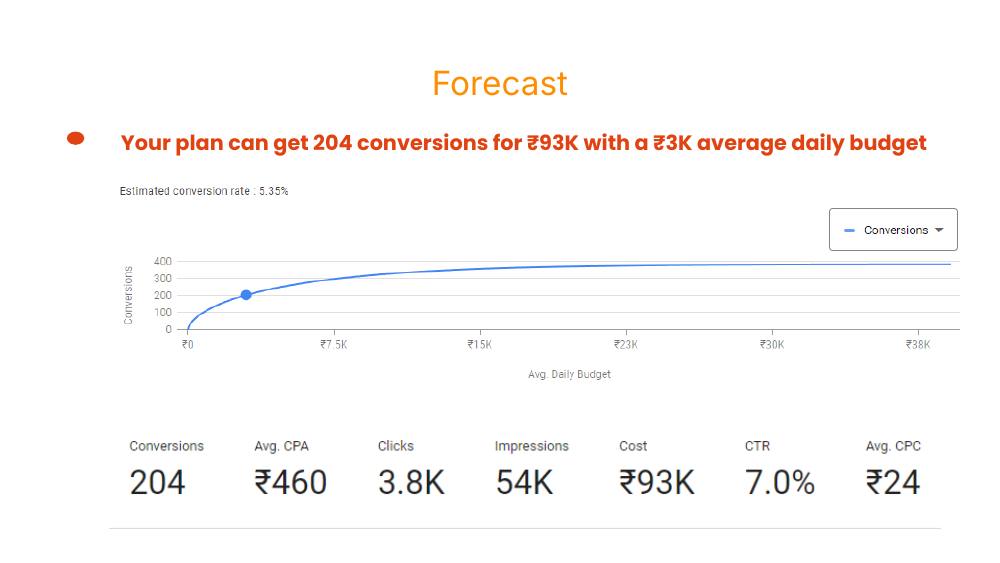 Forecast
Your plan can get 204 conversions for ₹93K with a ₹3K average daily budget
Estimated conversion rate : 5.35%
Conversions
Conversions
400
300
200
100
0
₹0 ₹7.5K ₹15K ₹23K ₹30K ₹38K
Avg. Daily Budget
Conversions Avg. CPA Clicks Impressions Cost CTR Avg. CPC
204 ₹460 3.8K 54K ₹93K 7.0% ₹24